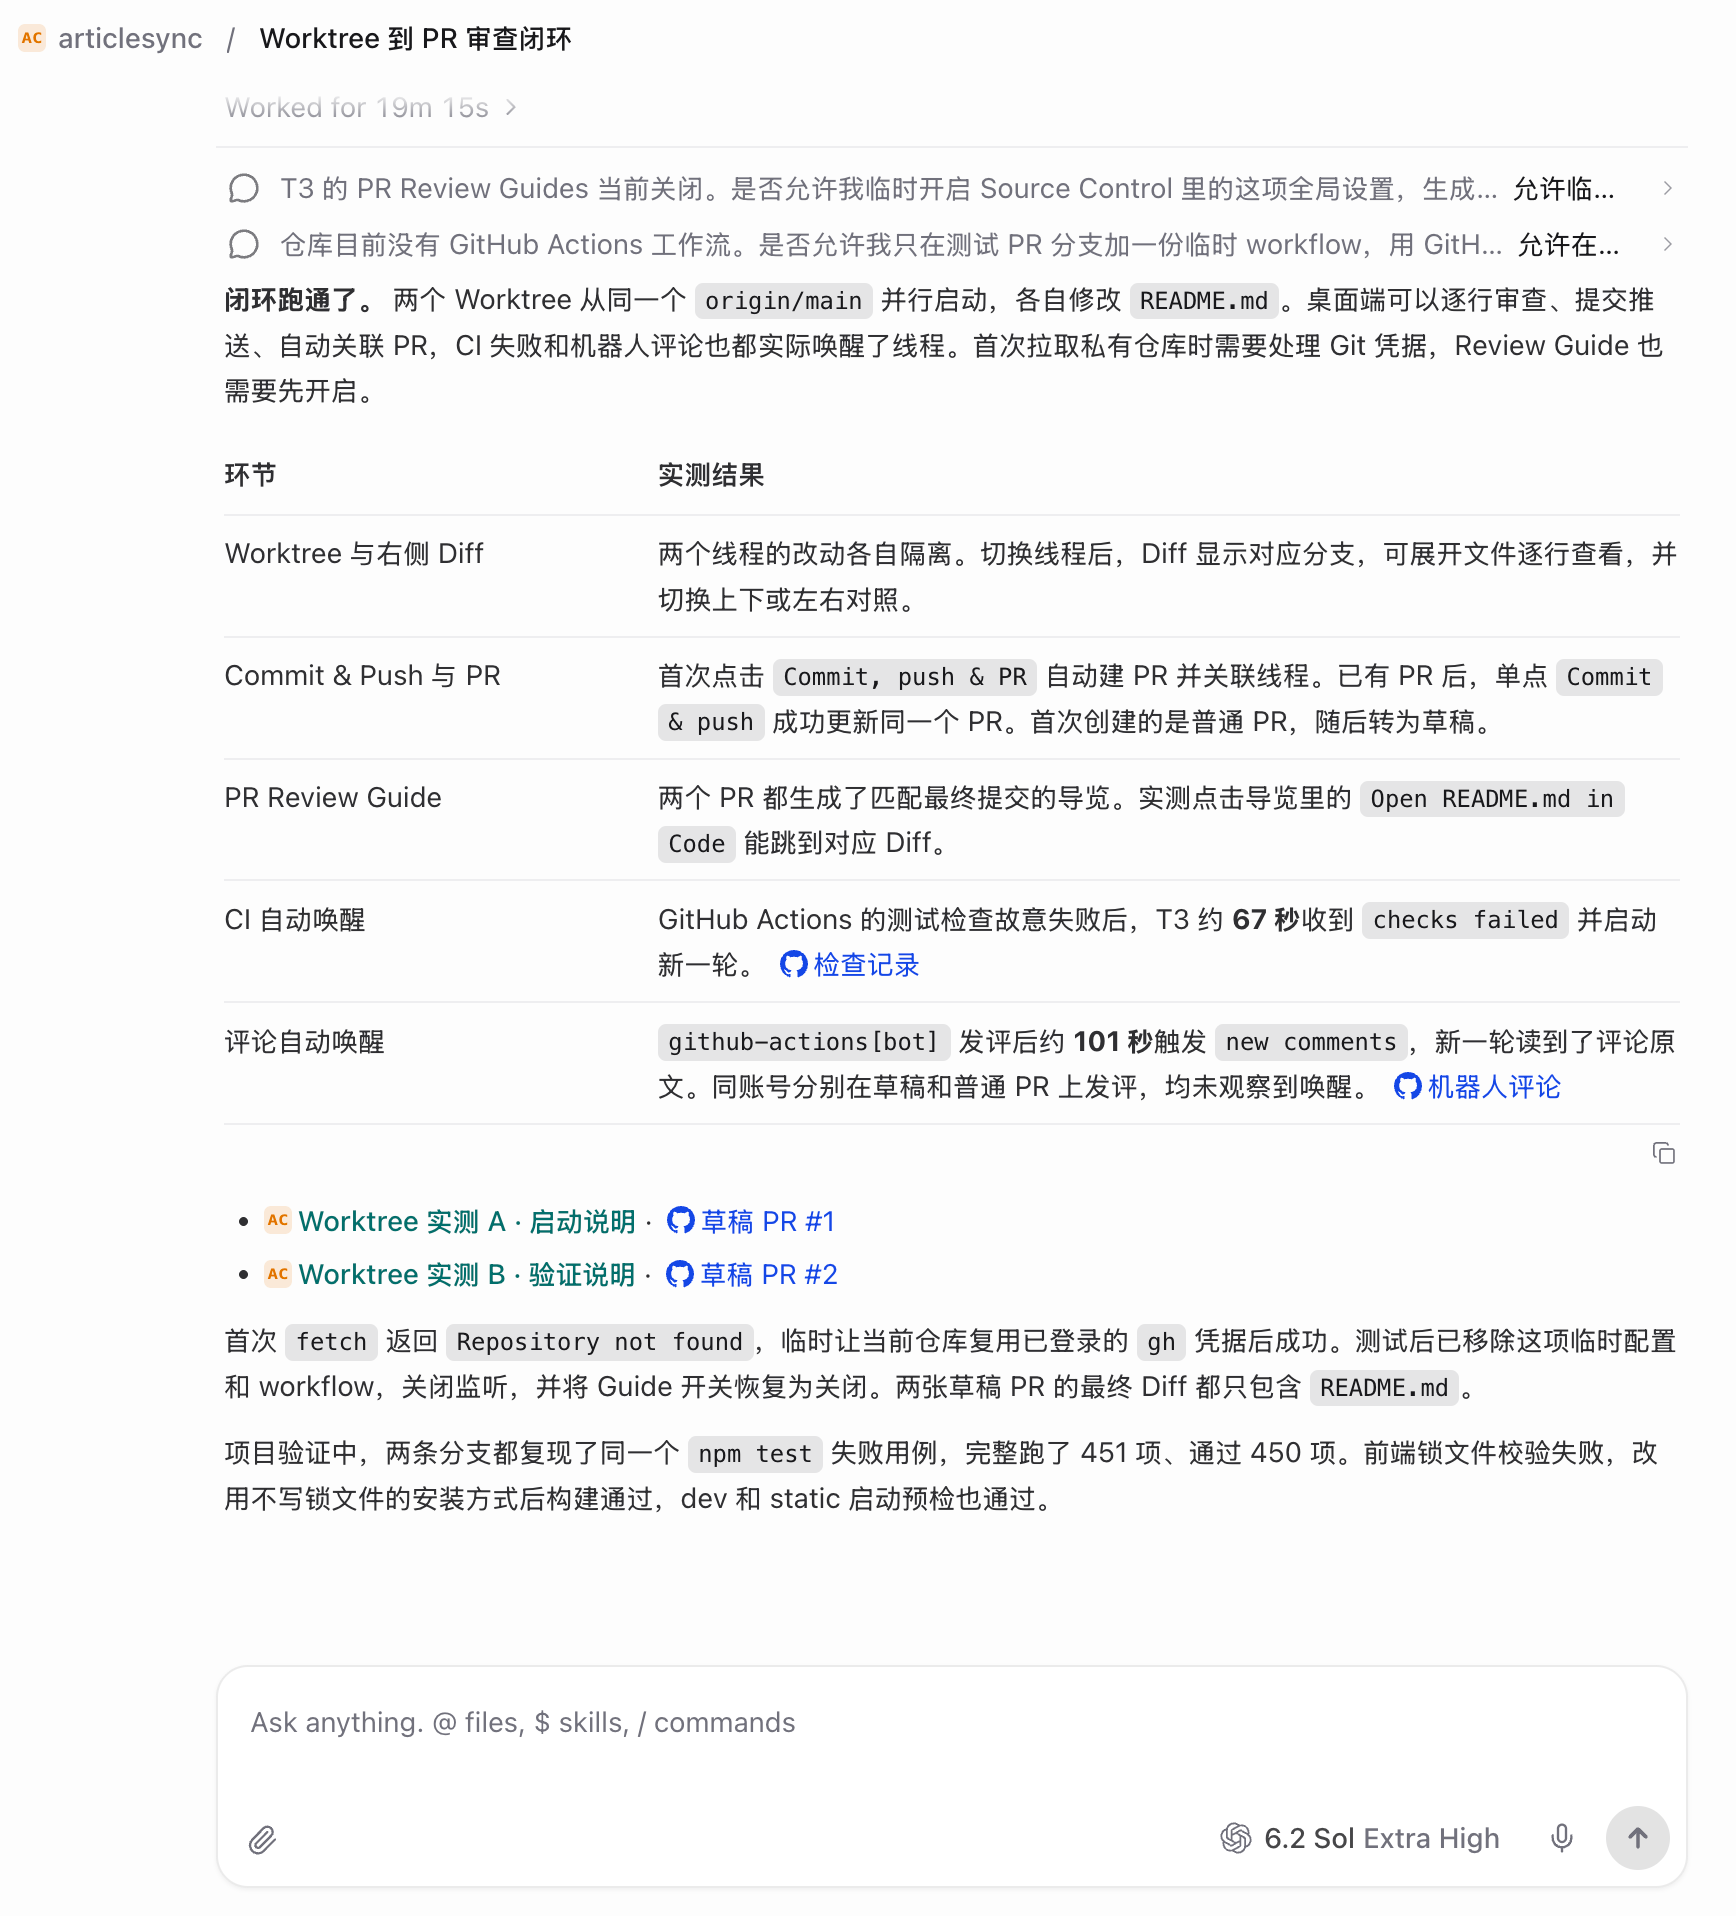 AC articlesync / Worktree 到 PR 审查闭环
Worked for 19m 15s
T3 的 PR Review Guides 当前关闭。是否允许我临时开启 Source Control 里的这项全局设置，生成... 允许临...
仓库目前没有 GitHub Actions 工作流。是否允许我只在测试 PR 分支加一份临时 workflow，用 GitH... 允许在...
闭环跑通了。 两个 Worktree 从同一个 origin/main 并行启动，各自修改 README.md。桌面端可以逐行审查、提交推
送、自动关联 PR，CI 失败和机器人评论也都实际唤醒了线程。首次拉取私有仓库时需要处理 Git 凭据，Review Guide 也
需要先开启。
环节 实测结果
Worktree 与右侧 Diff 两个线程的改动各自隔离。切换线程后，Diff 显示对应分支，可展开文件逐行查看，并
切换上下或左右对照。
Commit & Push 与 PR 首次点击 Commit, push & PR 自动建 PR 并关联线程。已有 PR 后，单点 Commit
& push 成功更新同一个 PR。首次创建的是普通 PR，随后转为草稿。
PR Review Guide 两个 PR 都生成了匹配最终提交的导览。实测点击导览里的 Open README.md in
Code 能跳到对应 Diff。
CI 自动唤醒 GitHub Actions 的测试检查故意失败后，T3 约 67 秒收到 checks failed 并启动
新一轮。 检查记录
评论自动唤醒 github-actions[bot] 发评后约 101 秒触发 new comments，新一轮读到了评论原
文。同账号分别在草稿和普通 PR 上发评，均未观察到唤醒。 机器人评论
• AC Worktree 实测 A · 启动说明 · 草稿 PR #1
• AC Worktree 实测 B · 验证说明 · 草稿 PR #2
首次 fetch 返回 Repository not found，临时让当前仓库复用已登录的 gh 凭据后成功。测试后已移除这项临时配置
和 workflow，关闭监听，并将 Guide 开关恢复为关闭。两张草稿 PR 的最终 Diff 都只包含 README.md。
项目验证中，两条分支都复现了同一个 npm test 失败用例，完整跑了 451 项、通过 450 项。前端锁文件校验失败，改
用不写锁文件的安装方式后构建通过，dev 和 static 启动预检也通过。
Ask anything. @ files, $ skills, / commands
6.2 Sol Extra High